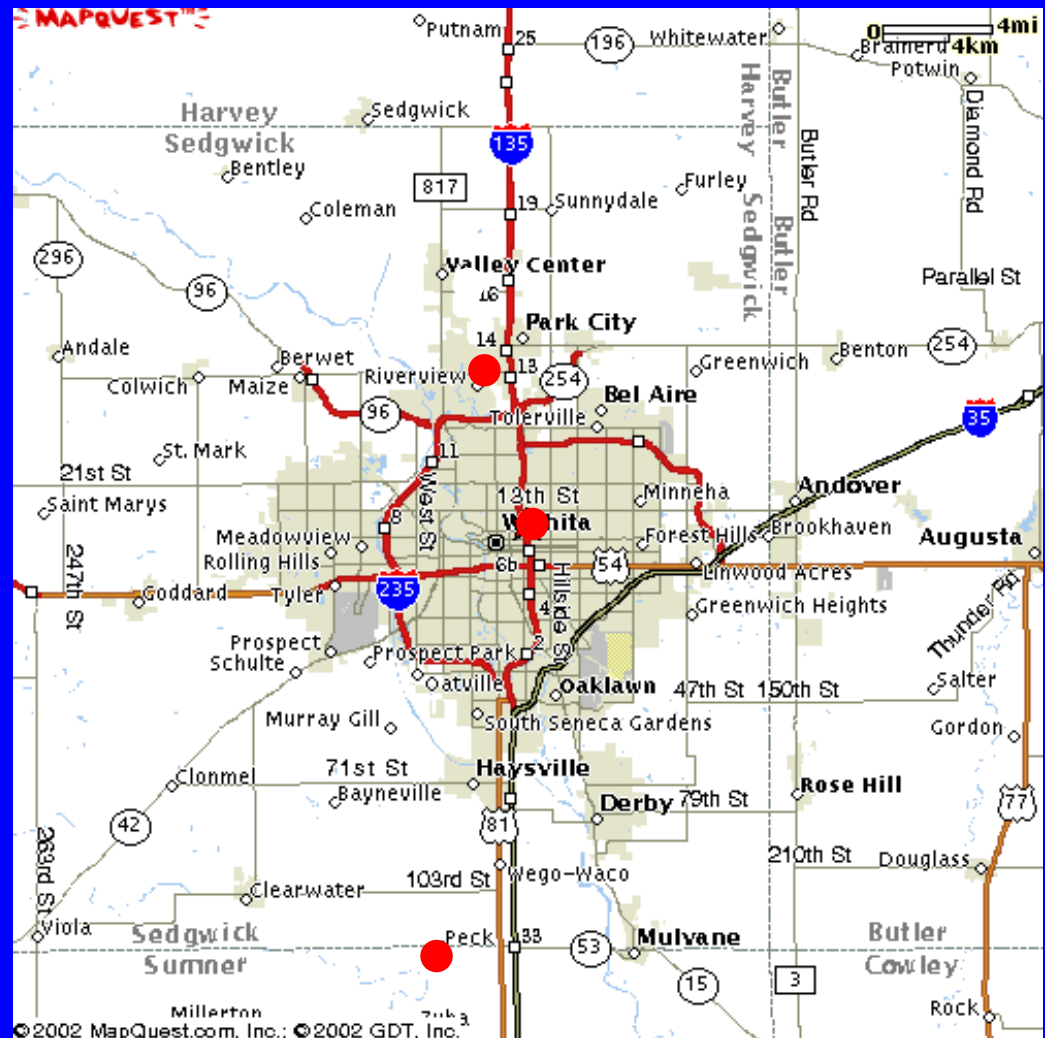 MAPQUEST™
Putnam
25
196
Whitewater
0
4mi
4km
Brainerd
Potwin
Harvey
Sedgwick
Sedgwick
135
Harvey
Butler
Butler Rd
Diamond Rd
Bentley
817
Furley
19
Sunnydale
Coleman
Sedgwick
Butler
296
96
Valley Center
Parallel St
16
Park City
14
Andale
Berwet
Greenwich
Benton
254
Colwich
Maize
Riverview
13
254
96
Bel Aire
Tolerville
35
St. Mark
11
21st St
West St
Minneha
Andover
Saint Marys
8
13th St
Wichita
Meadowview
Forest Hills
Brookhaven
Augusta
Rolling Hills
6b
54
Linwood Acres
247th St
Goddard
Tyler
235
Hillside St
4
Greenwich Heights
Thunder Rd
Prospect
Prospect Park
2
Schulte
Oatville
Oaklawn
47th St
150th St
Salter
Murray Gill
South Seneca Gardens
Gordon
Clonmel
71st St
Haysville
Bayneville
Derby
79th St
Rose Hill
77
42
81
263rd St
210th St
Douglass
103rd St
Wego-Waco
Clearwater
Viola
Sedgwick
Sumner
Peck
33
53
Mulvane
Butler
Cowley
15
3
Rock
Millerton
Zuba
©2002 MapQuest.com, Inc.; ©2002 GDT, Inc.